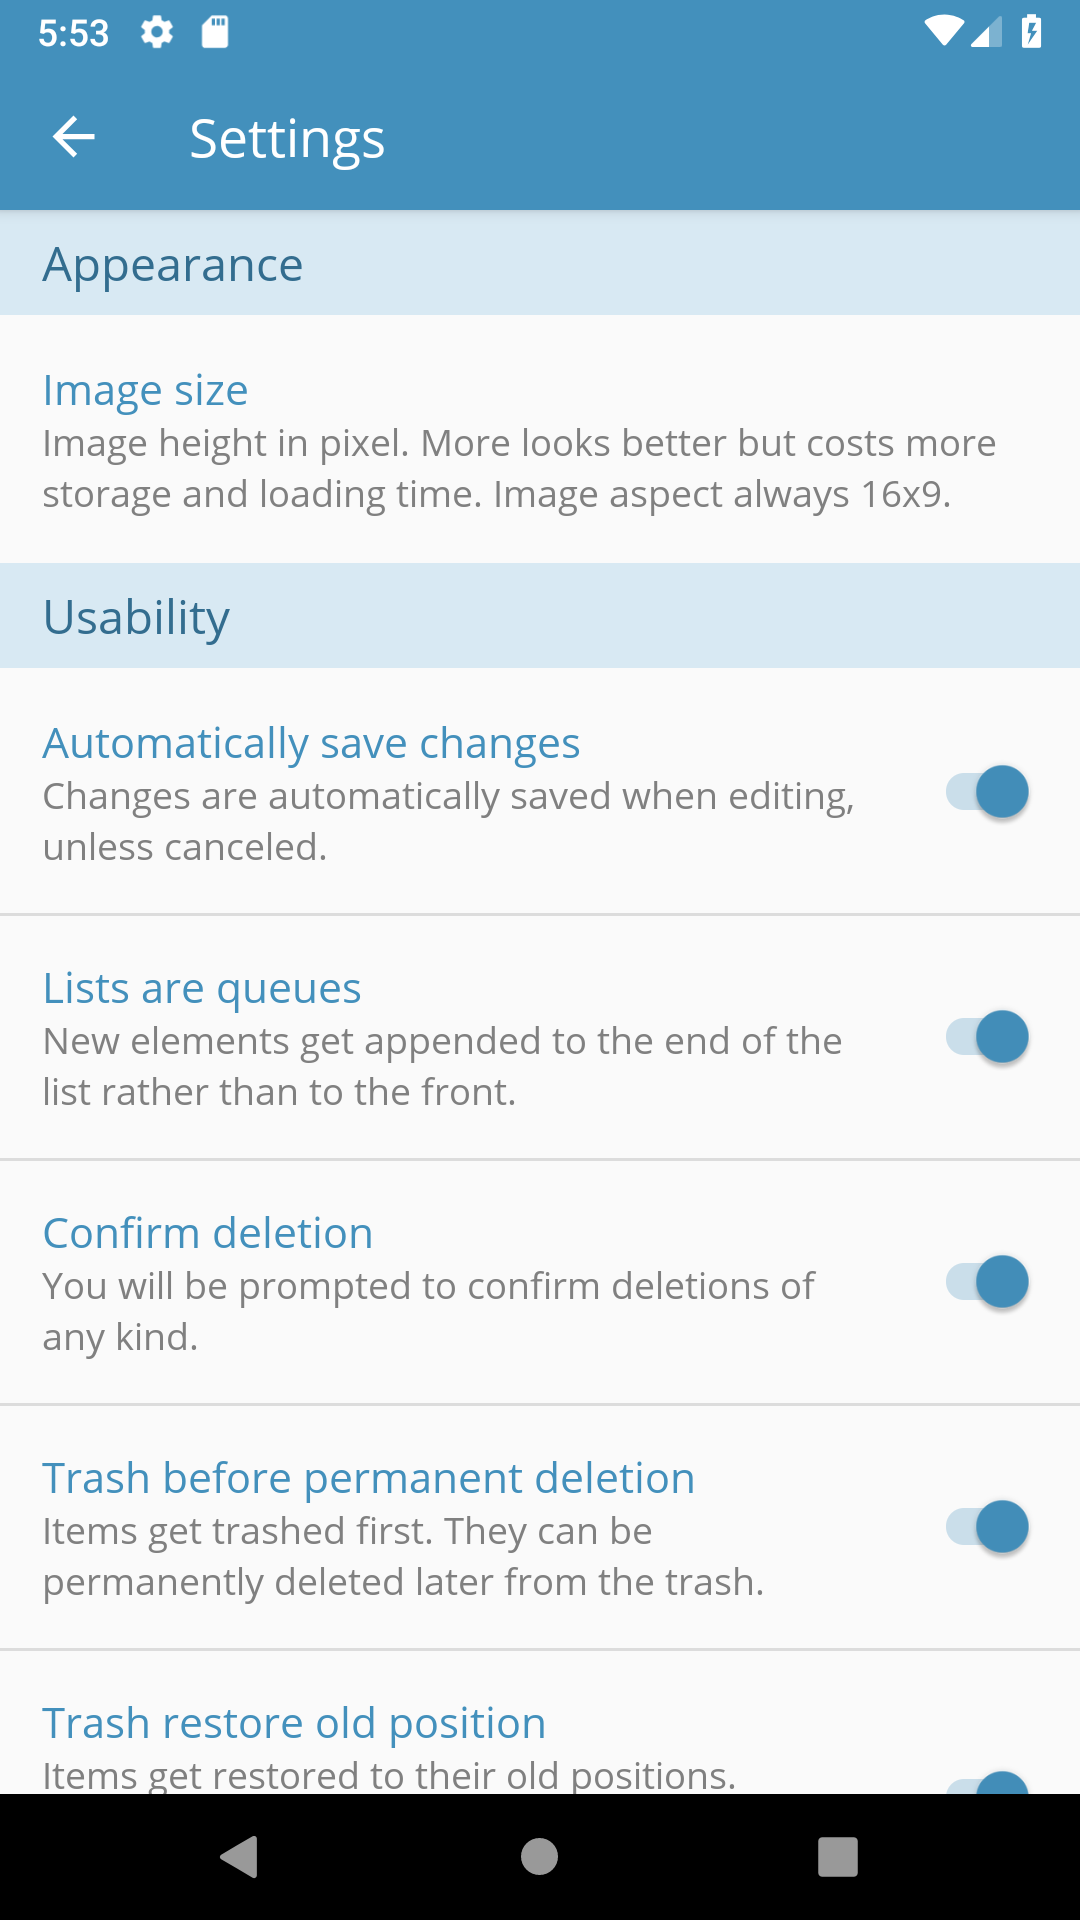 5:53
Settings
Appearance
Image size
Image height in pixel. More looks better but costs more
storage and loading time. Image aspect always 16x9.
Usability
Automatically save changes
Changes are automatically saved when editing,
unless canceled.
Lists are queues
New elements get appended to the end of the
list rather than to the front.
Confirm deletion
You will be prompted to confirm deletions of
any kind.
Trash before permanent deletion
Items get trashed first. They can be
permanently deleted later from the trash.
Trash restore old position
Items get restored to their old positions.